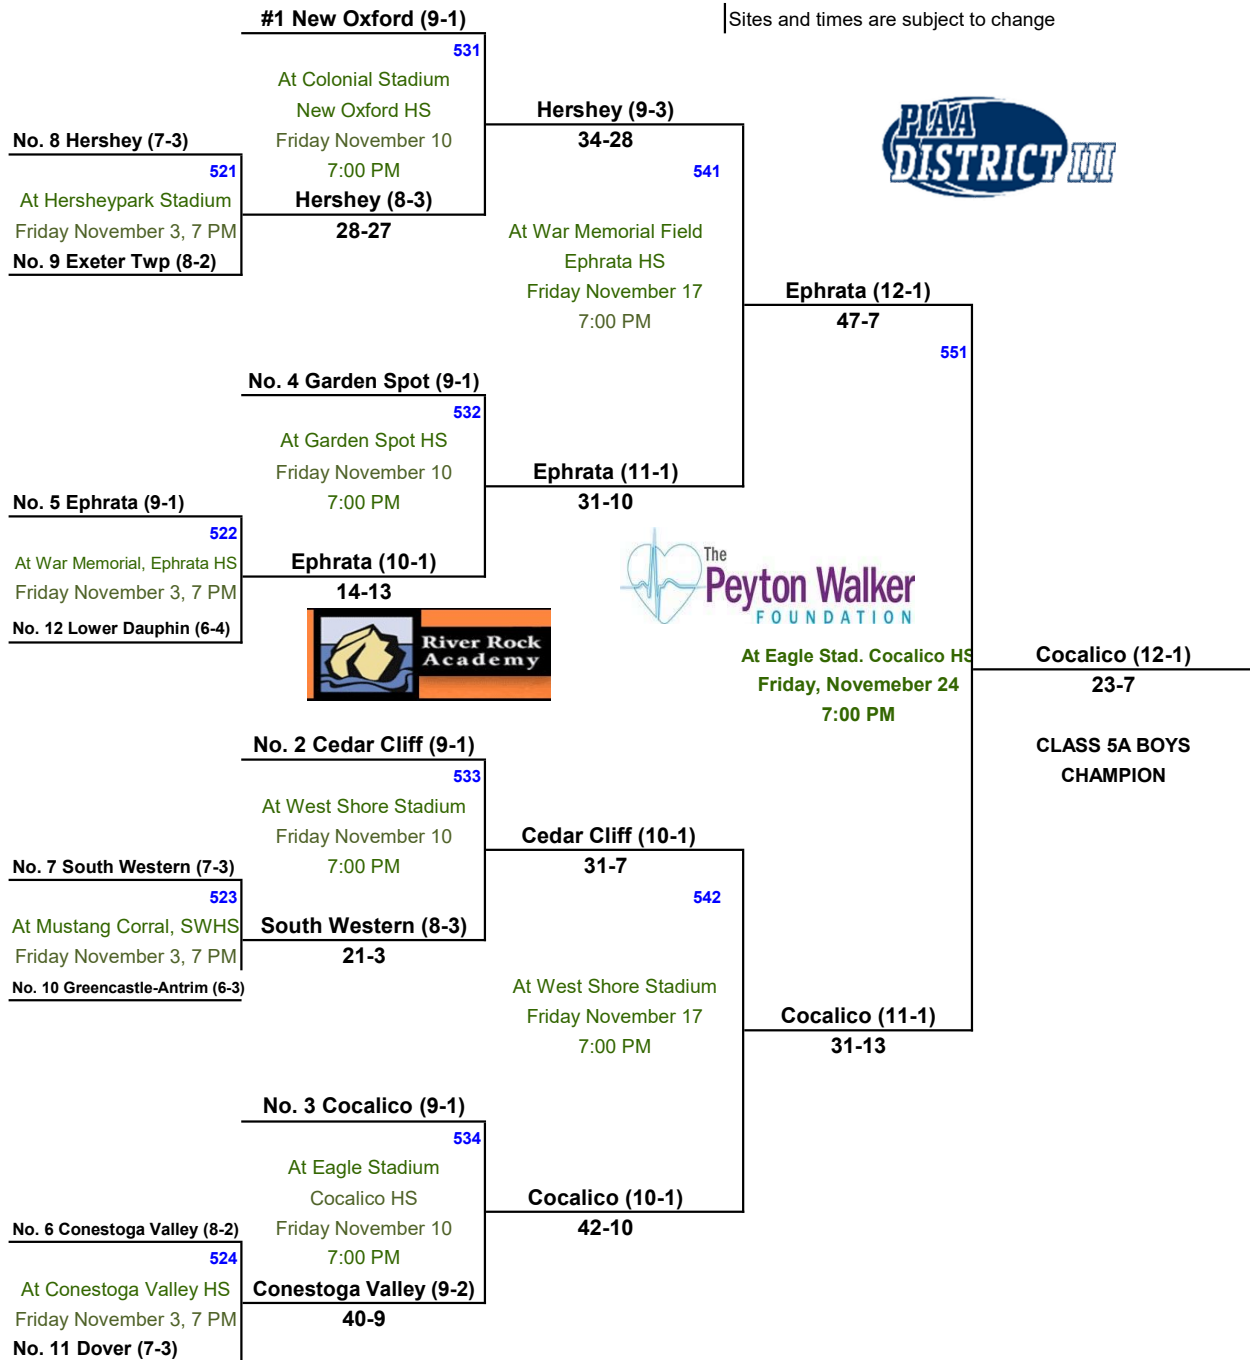 #1 New Oxford (9-1)
Sites and times are subject to change
531
At Colonial Stadium
New Oxford HS
Hershey (9-3)
PIAA
DISTRICT III
No. 8 Hershey (7-3)
Friday November 10
34-28
521
7:00 PM
541
At Hersheypark Stadium
Hershey (8-3)
Friday November 3, 7 PM
28-27
At War Memorial Field
No. 9 Exeter Twp (8-2)
Ephrata HS
Friday November 17
Ephrata (12-1)
7:00 PM
47-7
551
No. 4 Garden Spot (9-1)
532
At Garden Spot HS
Friday November 10
Ephrata (11-1)
No. 5 Ephrata (9-1)
7:00 PM
31-10
522
At War Memorial, Ephrata HS
Ephrata (10-1)
The
Peyton Walker
FOUNDATION
Friday November 3, 7 PM
14-13
No. 12 Lower Dauphin (6-4)
River Rock
Academy
At Eagle Stad. Cocalico HS
Cocalico (12-1)
Friday, Novemeber 24
23-7
7:00 PM
No. 2 Cedar Cliff (9-1)
CLASS 5A BOYS
533
CHAMPION
At West Shore Stadium
Friday November 10
Cedar Cliff (10-1)
No. 7 South Western (7-3)
7:00 PM
31-7
523
542
At Mustang Corral, SWHS
South Western (8-3)
Friday November 3, 7 PM
21-3
No. 10 Greencastle-Antrim (6-3)
At West Shore Stadium
Friday November 17
Cocalico (11-1)
7:00 PM
31-13
No. 3 Cocalico (9-1)
534
At Eagle Stadium
Cocalico HS
Cocalico (10-1)
No. 6 Conestoga Valley (8-2)
Friday November 10
42-10
524
7:00 PM
At Conestoga Valley HS
Conestoga Valley (9-2)
Friday November 3, 7 PM
40-9
No. 11 Dover (7-3)